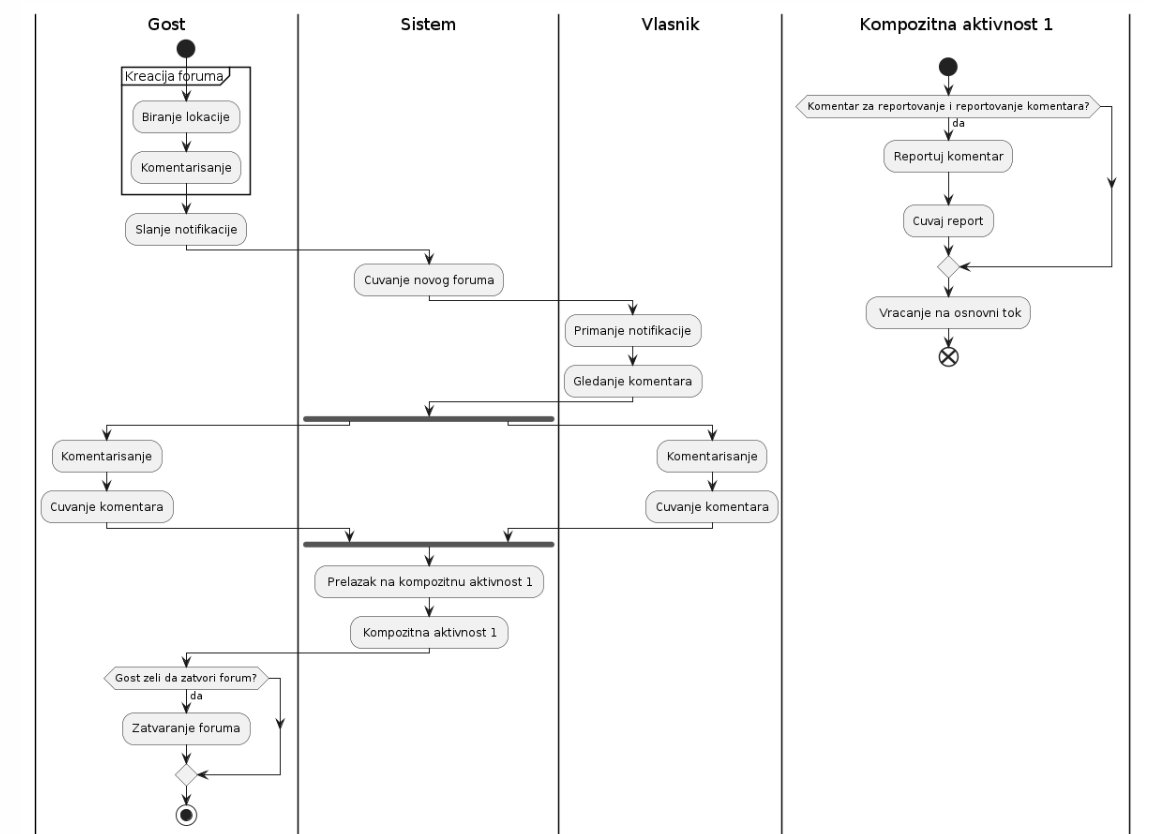 Gost
Sistem
Vlasnik
Kompozitna aktivnost 1
Kreacija foruma
Biranje lokacije
Komentarisanje
Slanje notifikacije
Cuvanje novog foruma
Primanje notifikacije
Gledanje komentara
Komentarisanje
Cuvanje komentara
Komentarisanje
Cuvanje komentara
Prelazak na kompozitnu aktivnost 1
Kompozitna aktivnost 1
Gost zeli da zatvori forum?
da
Zatvaranje foruma
Komentar za reportovanje i reportovanje komentara?
da
Reportuj komentar
Cuvaj report
Vracanje na osnovni tok